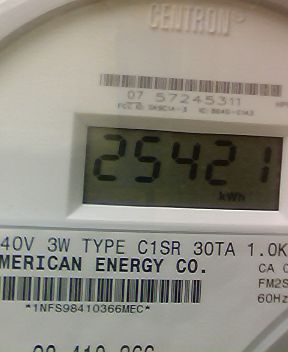 CENTRON®
07 57245311
25421
kWh
40V 3W TYPE C1SR 30TA 1.0K
MERICAN ENERGY CO.
CA 0
FM2S
60Hz
*1NFS98410366MEC*